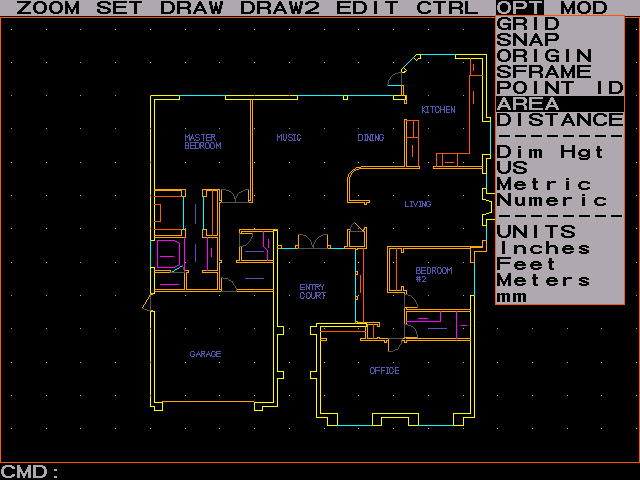 ZOOM SET DRAW DRAW2 EDIT CTRL OPT MOD
GRID
SNAP
ORIGIN
SFRAME
POINT ID
AREA
DISTANCE
---------------
Dim Hgt
US
Metric
Numeric
---------------
UNITS
Inches
Feet
Meters
mm
KITCHEN
MASTER
BEDROOM
MUSIC
DINING
LIVING
BEDROOM
#2
ENTRY
COURT
GARAGE
OFFICE
CMD: